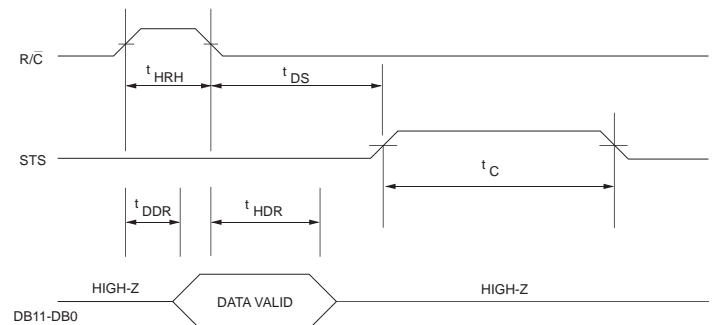 R/C̅
t HRH
t DS
STS
t C
t DDR
t HDR
HIGH-Z
DATA VALID
HIGH-Z
DB11-DB0